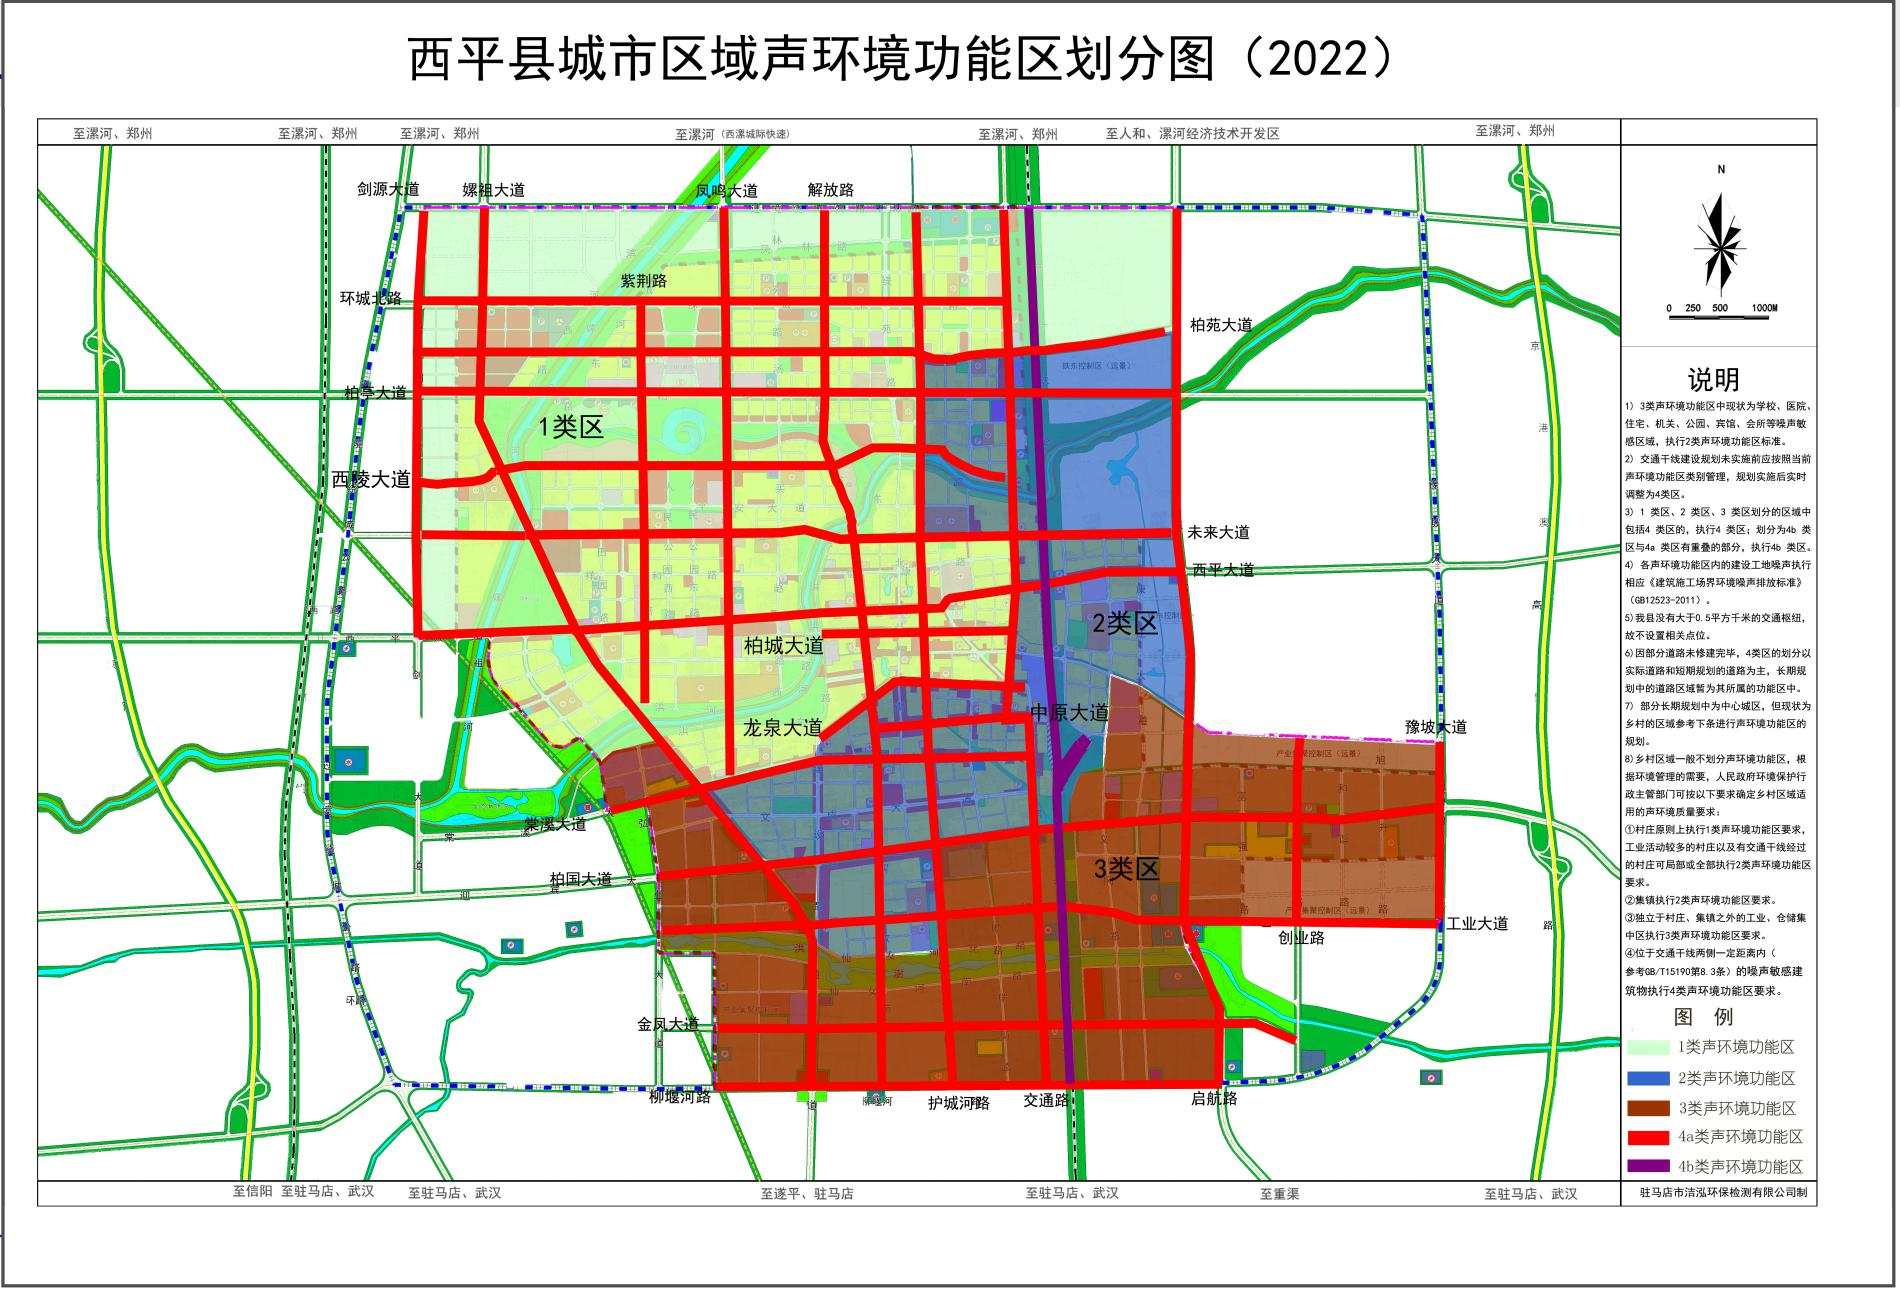 西平县城市区域声环境功能区划分图（2022）
至漯河、郑州
至漯河、郑州
至漯河、郑州
至漯河（西漯城际快速）
至漯河、郑州
至人和、漯河经济技术开发区
至漯河、郑州
剑源大道
嫘祖大道
凤鸣大道
解放路
紫荆路
环城北路
柏苑大道
铁东控制区（远景）
柏亭大道
1类区
西陵大道
未来大道
西平大道
2类区
柏城大道
龙泉大道
中原大道
豫坡大道
产业集聚控制区（远景）
棠溪大道
柏国大道
3类区
产业集聚控制区（远景）
工业大道
创业路
金凤大道
柳堰河路
柳堰河
护城河路
交通路
启航路
至信阳
至驻马店、武汉
至驻马店、武汉
至遂平、驻马店
至驻马店、武汉
至重渠
至驻马店、武汉
N
0 250 500 1000M
说明
1）3类声环境功能区中现状为学校、医院、
住宅、机关、公园、宾馆、会所等噪声敏
感区域，执行2类声环境功能区标准。
2）交通干线建设规划未实施前应按照当前
声环境功能区类别管理，规划实施后实时
调整为4类区。
3）1 类区、2 类区、3 类区划分的区域中
包括4 类区的，执行4 类区；划分为4b 类
区与4a 类区有重叠的部分，执行4b 类区。
4）各声环境功能区内的建设工地噪声执行
相应《建筑施工场界环境噪声排放标准》
（GB12523-2011）。
5)我县没有大于0.5平方千米的交通枢纽，
故不设置相关点位。
6)因部分道路未修建完毕，4类区的划分以
实际道路和短期规划的道路为主，长期规
划中的道路区域暂为其所属的功能区中。
7）部分长期规划中为中心城区，但现状为
乡村的区域参考下条进行声环境功能区的
规划。
8)乡村区域一般不划分声环境功能区，根
据环境管理的需要，人民政府环境保护行
政主管部门可按以下要求确定乡村区域适
用的声环境质量要求：
①村庄原则上执行1类声环境功能区要求，
工业活动较多的村庄以及有交通干线经过
的村庄可局部或全部执行2类声环境功能区
要求。
②集镇执行2类声环境功能区要求。
③独立于村庄、集镇之外的工业、仓储集
中区执行3类声环境功能区要求。
④位于交通干线两侧一定距离内（
参考GB/T15190第8.3条）的噪声敏感建
筑物执行4类声环境功能区要求。
图 例
1类声环境功能区
2类声环境功能区
3类声环境功能区
4a类声环境功能区
4b类声环境功能区
驻马店市洁泓环保检测有限公司制